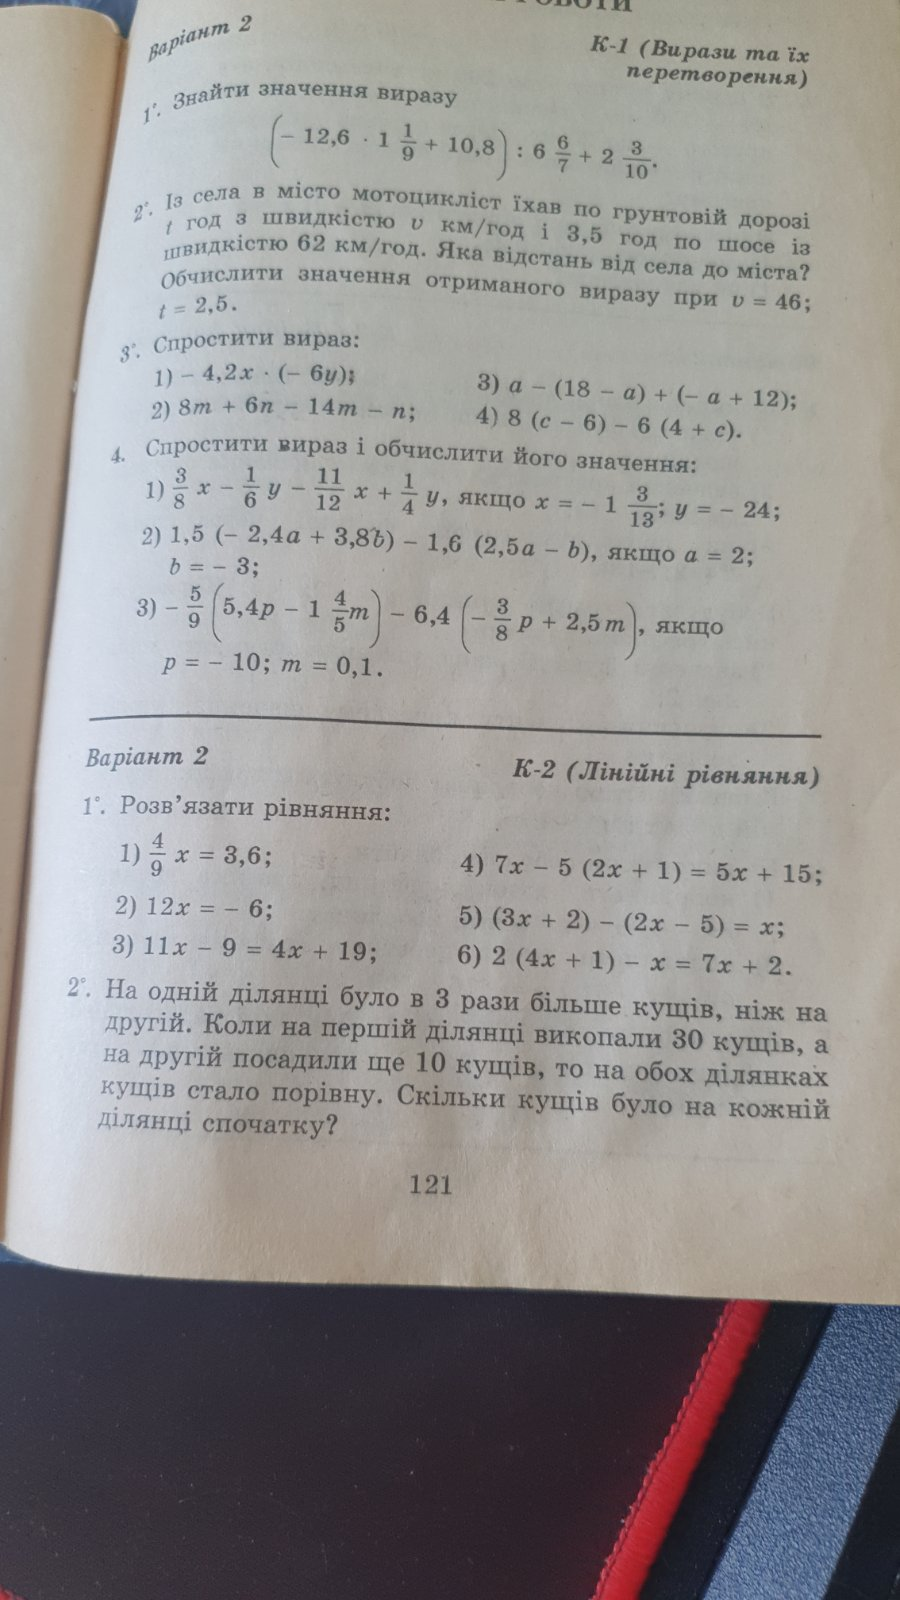 Варіант 2
К-1 (Вирази та їх
перетворення)
1°. Знайти значення виразу
(− 12,6 · 1 1/9 + 10,8) : 6 6/7 + 2 3/10.
2°. Із села в місто мотоцикліст їхав по грунтовій дорозі
t год з швидкістю v км/год і 3,5 год по шосе із
швидкістю 62 км/год. Яка відстань від села до міста?
Обчислити значення отриманого виразу при v = 46;
t = 2,5.
3°. Спростити вираз:
1) − 4,2x · (− 6y);
2) 8m + 6n − 14m − n;
3) a − (18 − a) + (− a + 12);
4) 8 (c − 6) − 6 (4 + c).
4. Спростити вираз і обчислити його значення:
1) 3/8 x − 1/6 y − 11/12 x + 1/4 y, якщо x = − 1 3/13; y = − 24;
2) 1,5 (− 2,4a + 3,8b) − 1,6 (2,5a − b), якщо a = 2;
b = − 3;
3) − 5/9 (5,4p − 1 4/5 m) − 6,4 (− 3/8 p + 2,5m), якщо
p = − 10; m = 0,1.
Варіант 2
К-2 (Лінійні рівняння)
1°. Розв’язати рівняння:
1) 4/9 x = 3,6;
2) 12x = − 6;
3) 11x − 9 = 4x + 19;
4) 7x − 5 (2x + 1) = 5x + 15;
5) (3x + 2) − (2x − 5) = x;
6) 2 (4x + 1) − x = 7x + 2.
2°. На одній ділянці було в 3 рази більше кущів, ніж на
другій. Коли на першій ділянці викопали 30 кущів, а
на другій посадили ще 10 кущів, то на обох ділянках
кущів стало порівну. Скільки кущів було на кожній
ділянці спочатку?
121